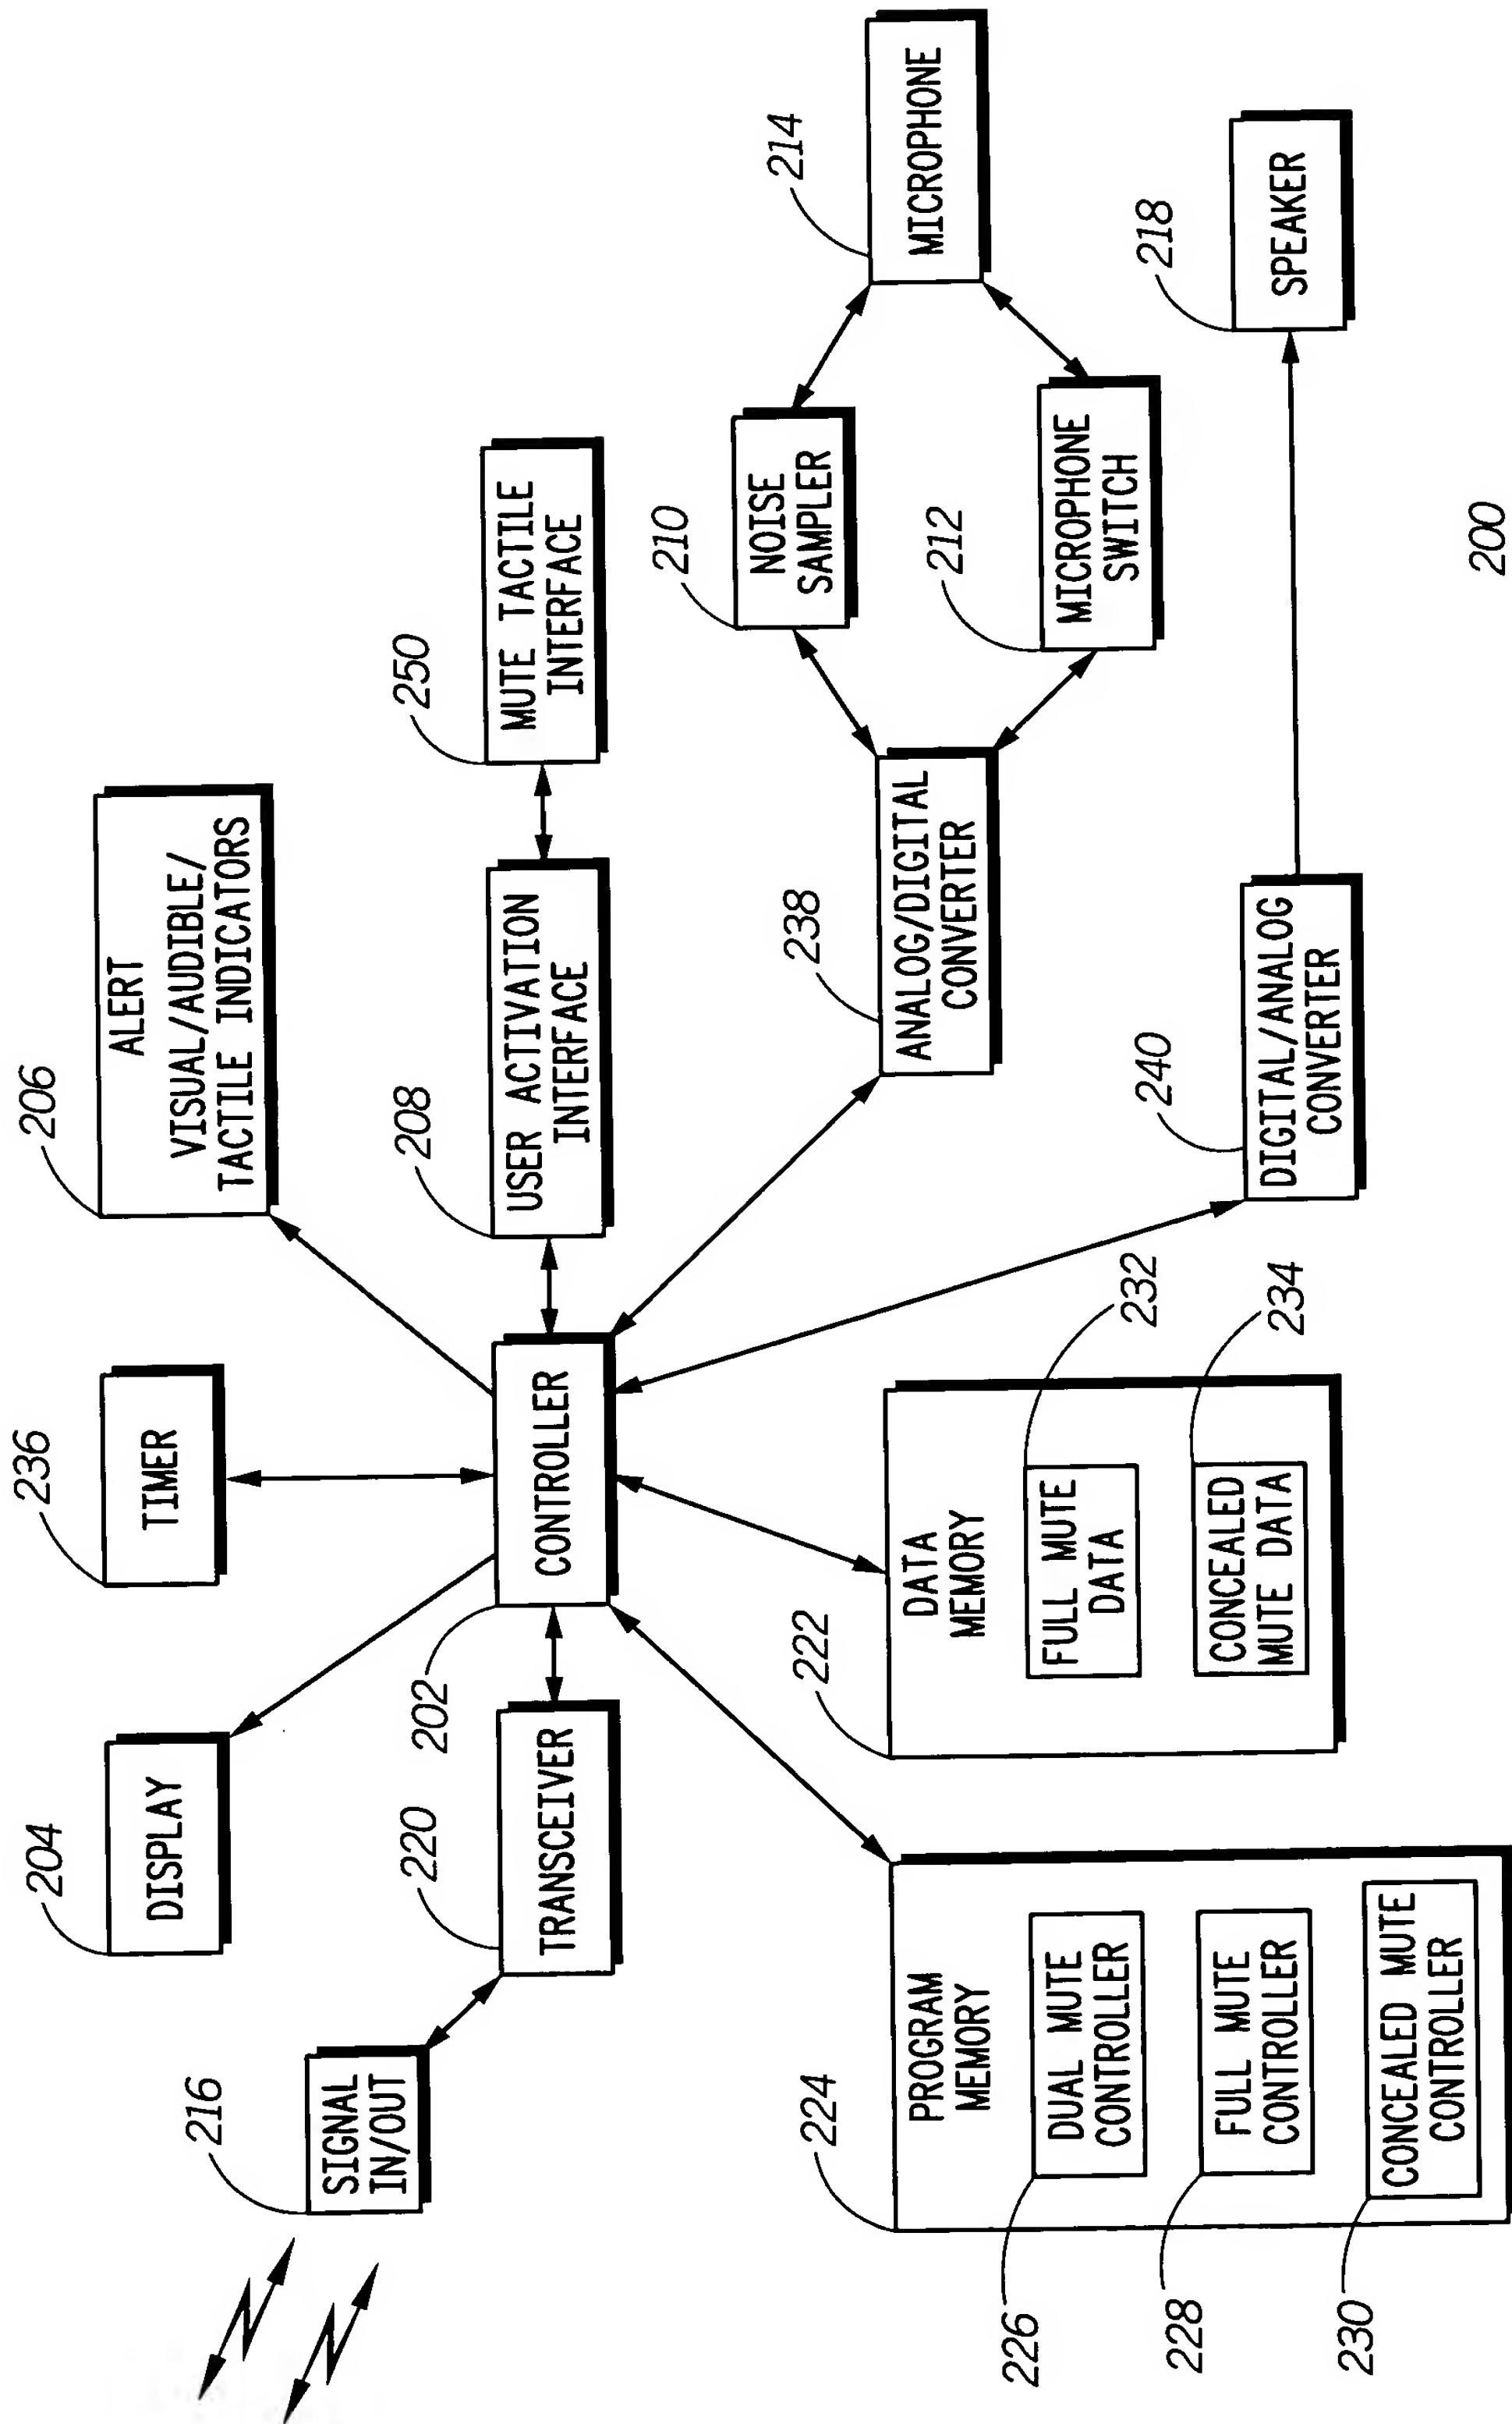 216
SIGNAL
IN/OUT
204
DISPLAY
236
TIMER
206
ALERT
VISUAL/AUDIBLE/
TACTILE INDICATORS
220
TRANSCEIVER
202
CONTROLLER
208
USER ACTIVATION
INTERFACE
250
MUTE TACTILE
INTERFACE
224
PROGRAM
MEMORY
226
DUAL MUTE
CONTROLLER
228
FULL MUTE
CONTROLLER
230
CONCEALED MUTE
CONTROLLER
222
DATA
MEMORY
232
FULL MUTE
DATA
234
CONCEALED
MUTE DATA
238
ANALOG/DIGITAL
CONVERTER
210
NOISE
SAMPLER
212
MICROPHONE
SWITCH
214
MICROPHONE
240
DIGITAL/ANALOG
CONVERTER
218
SPEAKER
200